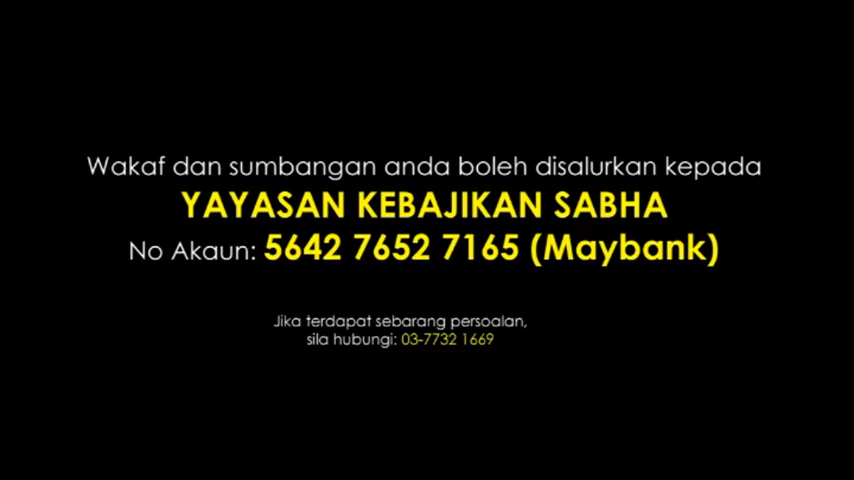 Wakaf dan sumbangan anda boleh disalurkan kepada
YAYASAN KEBAJIKAN SABHA
No Akaun: 5642 7652 7165 (Maybank)
Jika terdapat sebarang persoalan,
sila hubungi: 03-7732 1669